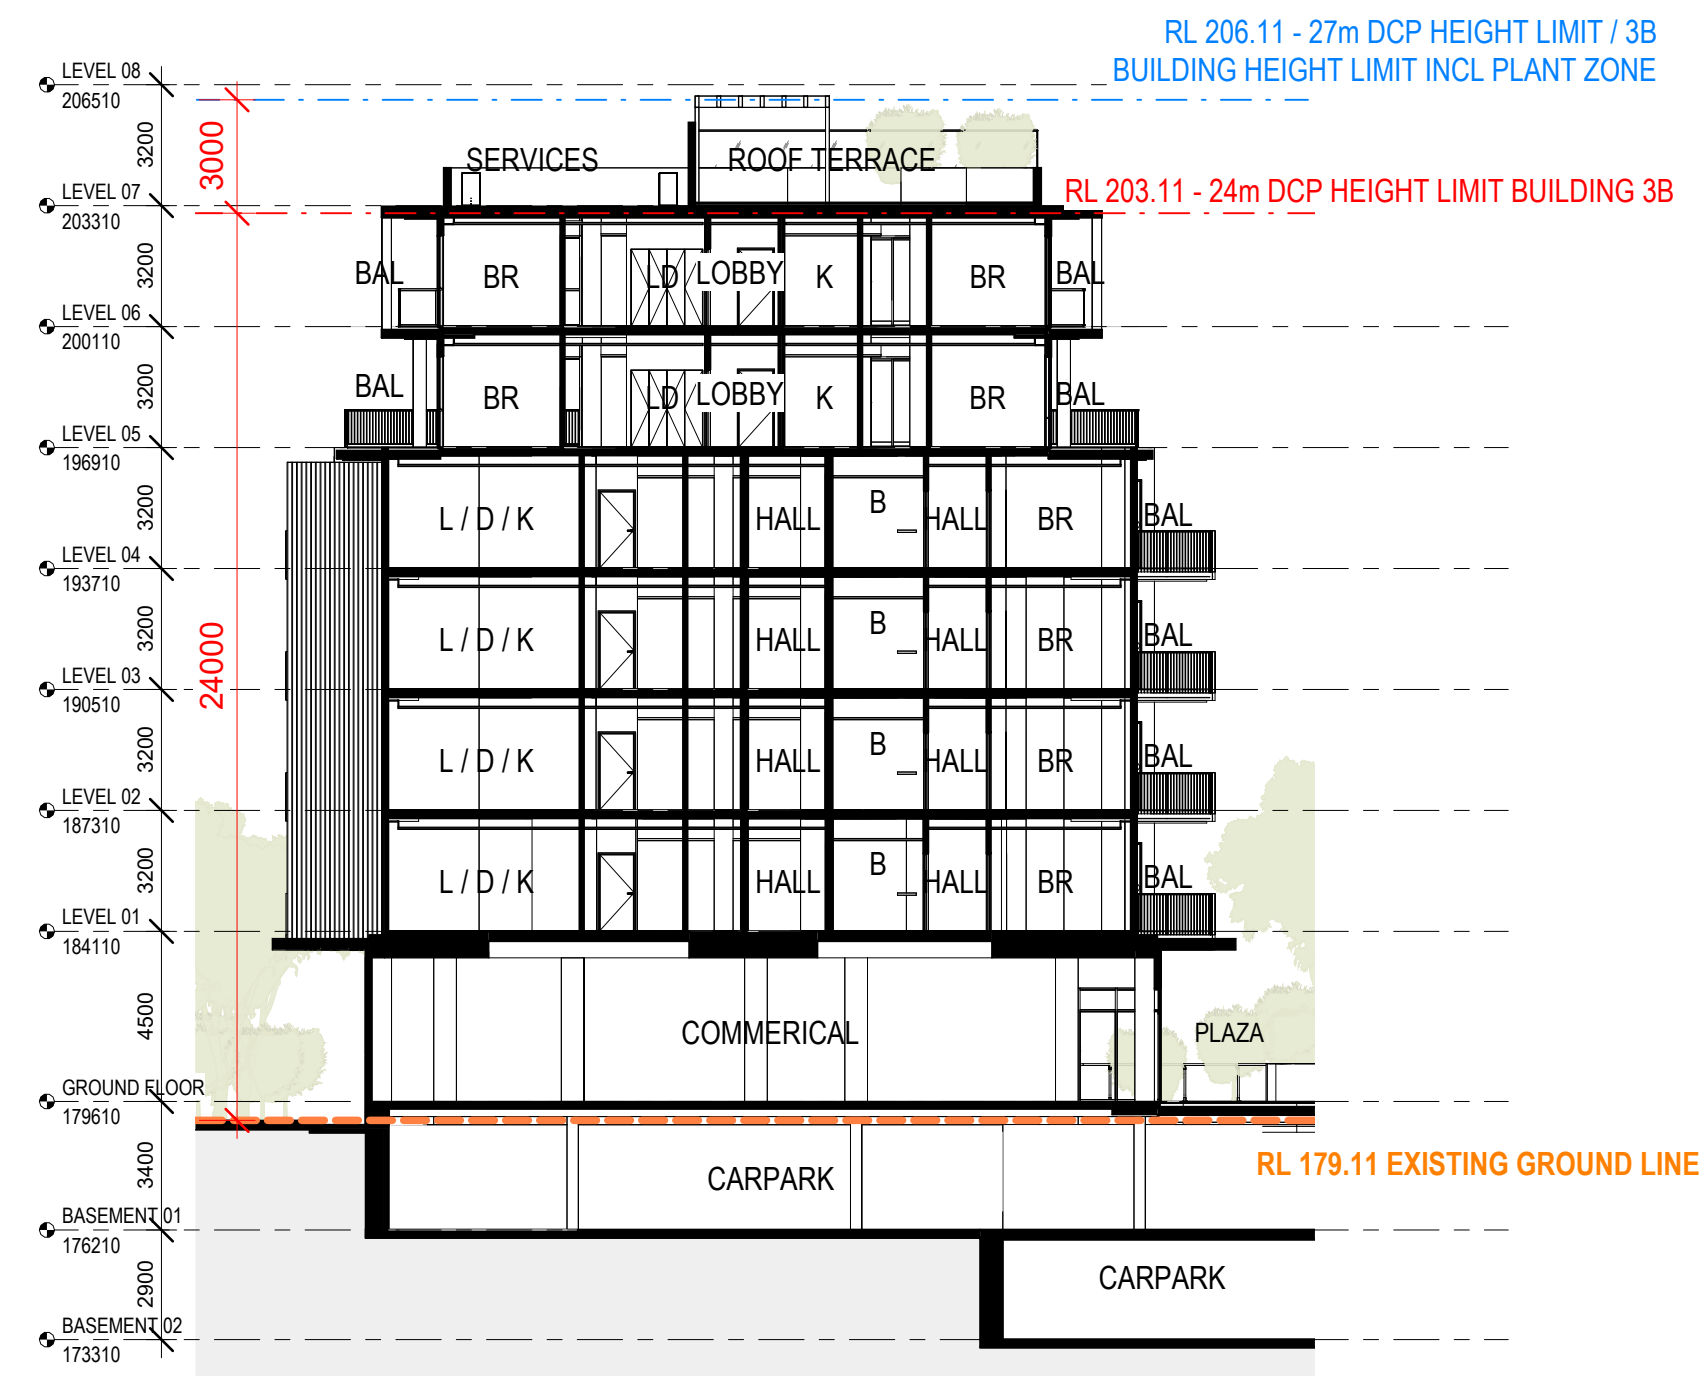 RL 206.11 - 27m DCP HEIGHT LIMIT / 3B
BUILDING HEIGHT LIMIT INCL PLANT ZONE
LEVEL 08
206510
3200
3000
SERVICES
ROOF TERRACE
LEVEL 07
203310
RL 203.11 - 24m DCP HEIGHT LIMIT BUILDING 3B
3200
BAL
BR
LD
LOBBY
K
BR
BAL
LEVEL 06
200110
3200
BAL
BR
LD
LOBBY
K
BR
BAL
LEVEL 05
196910
3200
L / D / K
HALL
B
HALL
BR
BAL
LEVEL 04
193710
3200
24000
L / D / K
HALL
B
HALL
BR
BAL
LEVEL 03
190510
3200
L / D / K
HALL
B
HALL
BR
BAL
LEVEL 02
187310
3200
L / D / K
HALL
B
HALL
BR
BAL
LEVEL 01
184110
4500
COMMERICAL
PLAZA
GROUND FLOOR
179610
3400
CARPARK
RL 179.11 EXISTING GROUND LINE
BASEMENT 01
176210
2900
CARPARK
BASEMENT 02
173310